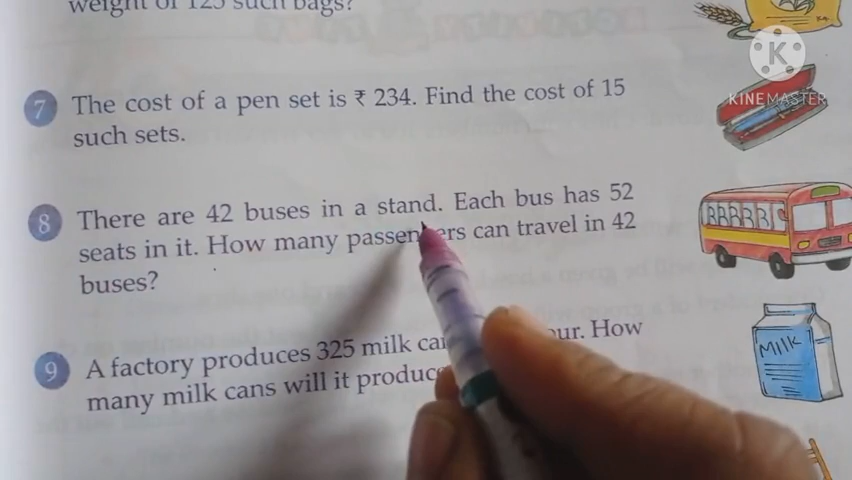 weight of 125 such bags?
KINEMASTER
7 The cost of a pen set is ₹ 234. Find the cost of 15
such sets.
8 There are 42 buses in a stand. Each bus has 52
seats in it. How many passengers can travel in 42
buses?
MILK
9 A factory produces 325 milk our. How
many milk cans will it produce